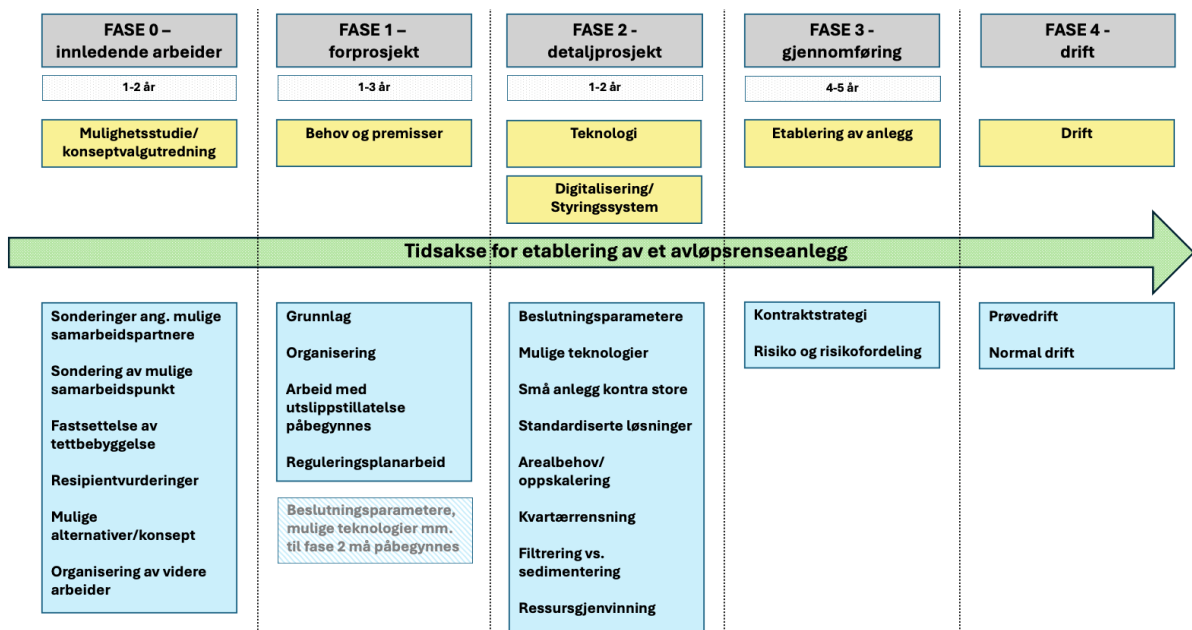 FASE 0 –
innledende arbeider
FASE 1 –
forprosjekt
FASE 2 -
detaljprosjekt
FASE 3 -
gjennomføring
FASE 4 -
drift
1-2 år
1-3 år
1-2 år
4-5 år
Mulighetsstudie/
konseptvalgutredning
Behov og premisser
Teknologi
Etablering av anlegg
Drift
Digitalisering/
Styringssystem
Tidsakse for etablering av et avløpsrenseanlegg
Sonderinger ang. mulige
samarbeidspartnere
Sondering av mulige
samarbeidspunkt
Fastsettelse av
tettbebyggelse
Resipientvurderinger
Mulige
alternativer/konsept
Organisering av videre
arbeider
Grunnlag
Organisering
Arbeid med
utslippstillatelse
påbegynnes
Reguleringsplanarbeid
Beslutningsparametere,
mulige teknologier mm.
til fase 2 må påbegynnes
Beslutningsparametere
Mulige teknologier
Små anlegg kontra store
Standardiserte løsninger
Arealbehov/
oppskalering
Kvartærrensning
Filtrering vs.
sedimentering
Ressursgjenvinning
Kontraktstrategi
Risiko og risikofordeling
Prøvedrift
Normal drift